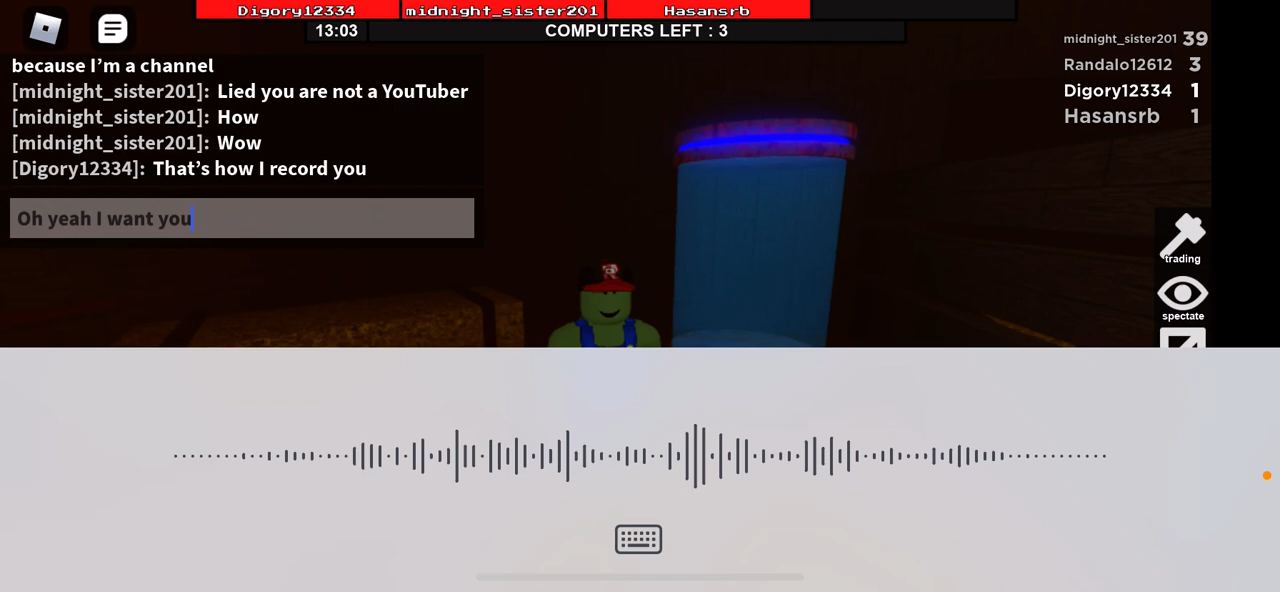 Digory12334 midnight_sister201 Hasansrb
13:03 COMPUTERS LEFT : 3
because I'm a channel
[midnight_sister201]: Lied you are not a YouTuber
[midnight_sister201]: How
[midnight_sister201]: Wow
[Digory12334]: That's how I record you
Oh yeah I want you
midnight_sister201 39
Randalo12612 3
Digory12334 1
Hasansrb 1
trading
spectate
R